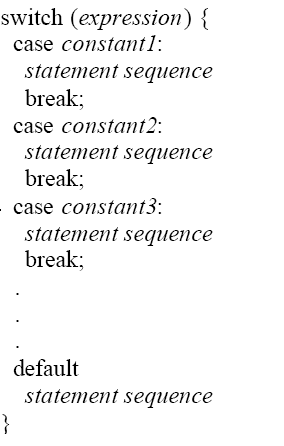 switch (expression) {
case constant1:
statement sequence
break;
case constant2:
statement sequence
break;
case constant3:
statement sequence
break;
.
.
.
default
statement sequence
}